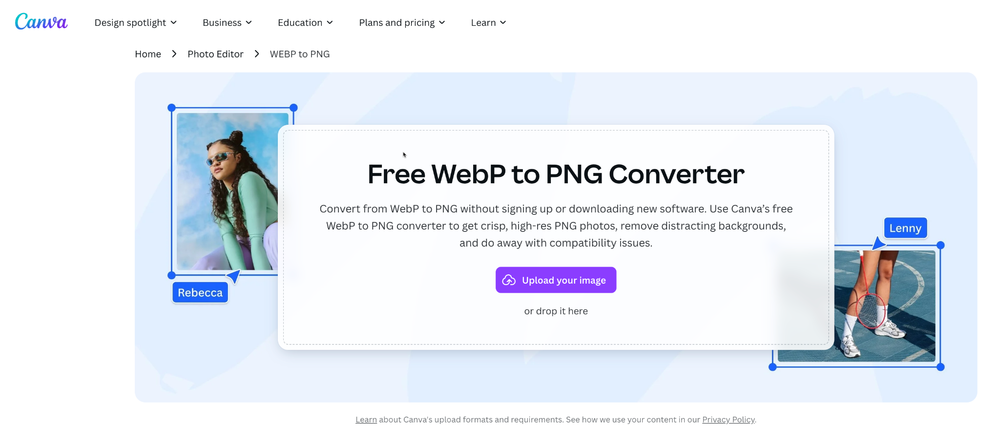 Canva
Design spotlight
Business
Education
Plans and pricing
Learn
Home
Photo Editor
WEBP to PNG
Free WebP to PNG Converter
Convert from WebP to PNG without signing up or downloading new software. Use Canva’s free
WebP to PNG converter to get crisp, high-res PNG photos, remove distracting backgrounds,
and do away with compatibility issues.
Upload your image
or drop it here
Rebecca
Lenny
Learn about Canva's upload formats and requirements. See how we use your content in our Privacy Policy.